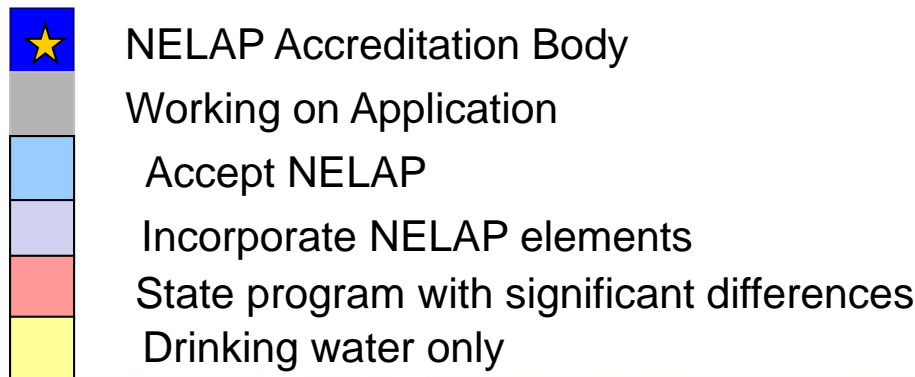 NELAP Accreditation Body
Working on Application
Accept NELAP
Incorporate NELAP elements
State program with significant differences
Drinking water only